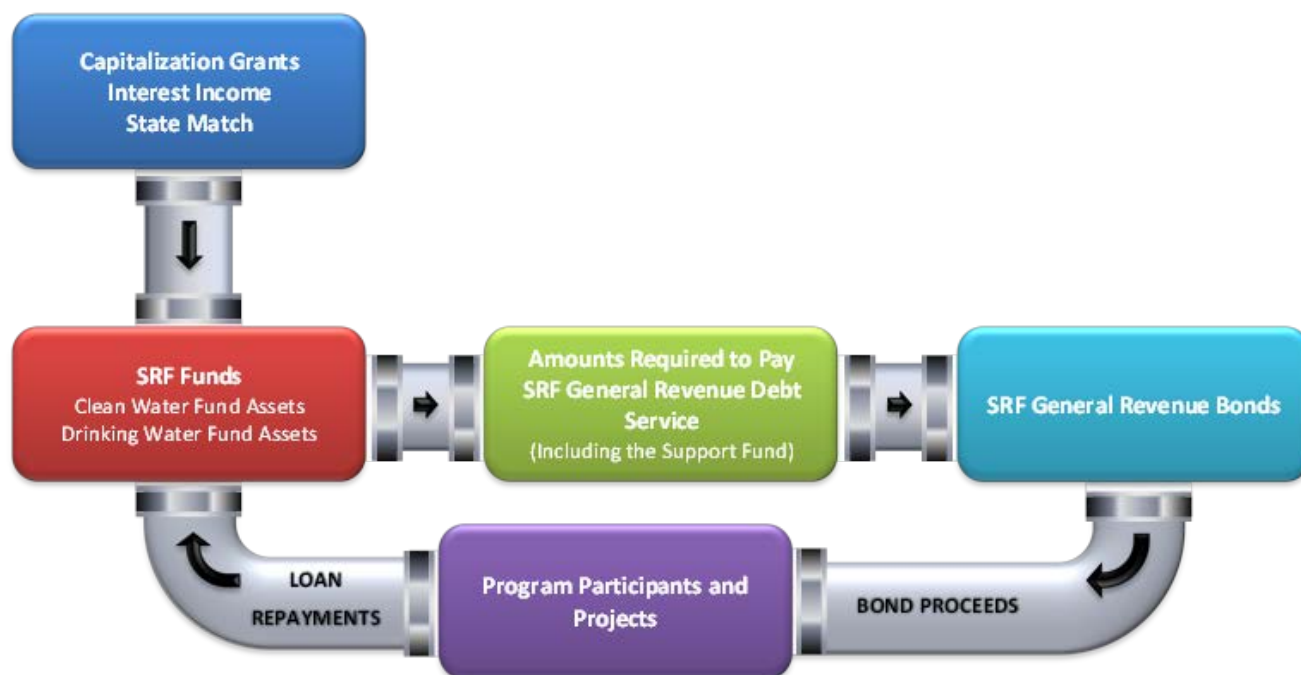 Capitalization Grants
Interest Income
State Match
SRF Funds
Clean Water Fund Assets
Drinking Water Fund Assets
Amounts Required to Pay
SRF General Revenue Debt
Service
(Including the Support Fund)
SRF General Revenue Bonds
LOAN
REPAYMENTS
Program Participants and
Projects
BOND PROCEEDS